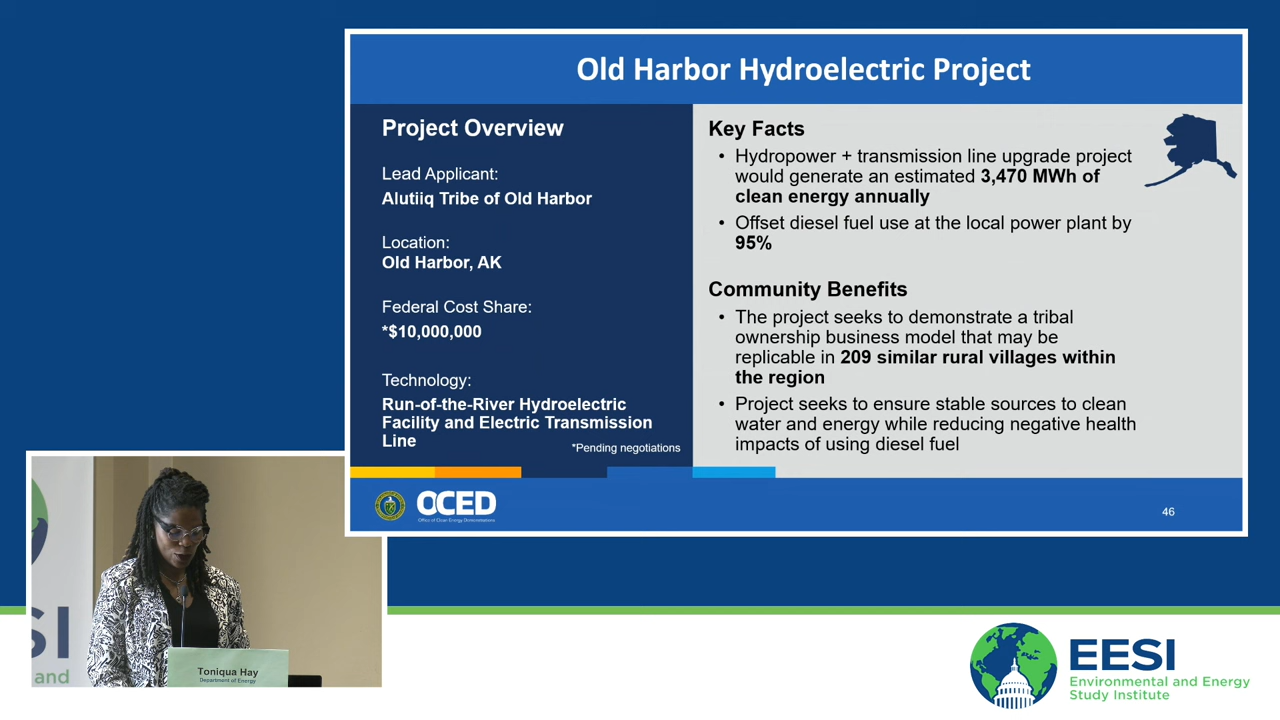 Old Harbor Hydroelectric Project
Project Overview
Lead Applicant:
Alutiiq Tribe of Old Harbor
Location:
Old Harbor, AK
Federal Cost Share:
*$10,000,000
Technology:
Run-of-the-River Hydroelectric
Facility and Electric Transmission
Line
*Pending negotiations
Key Facts
• Hydropower + transmission line upgrade project
would generate an estimated 3,470 MWh of
clean energy annually
• Offset diesel fuel use at the local power plant by
95%
Community Benefits
• The project seeks to demonstrate a tribal
ownership business model that may be
replicable in 209 similar rural villages within
the region
• Project seeks to ensure stable sources to clean
water and energy while reducing negative health
impacts of using diesel fuel
OCED
Office of Clean Energy Demonstrations
46
SI
and
Toniqua Hay
Department of Energy
EESI
Environmental and Energy
Study Institute